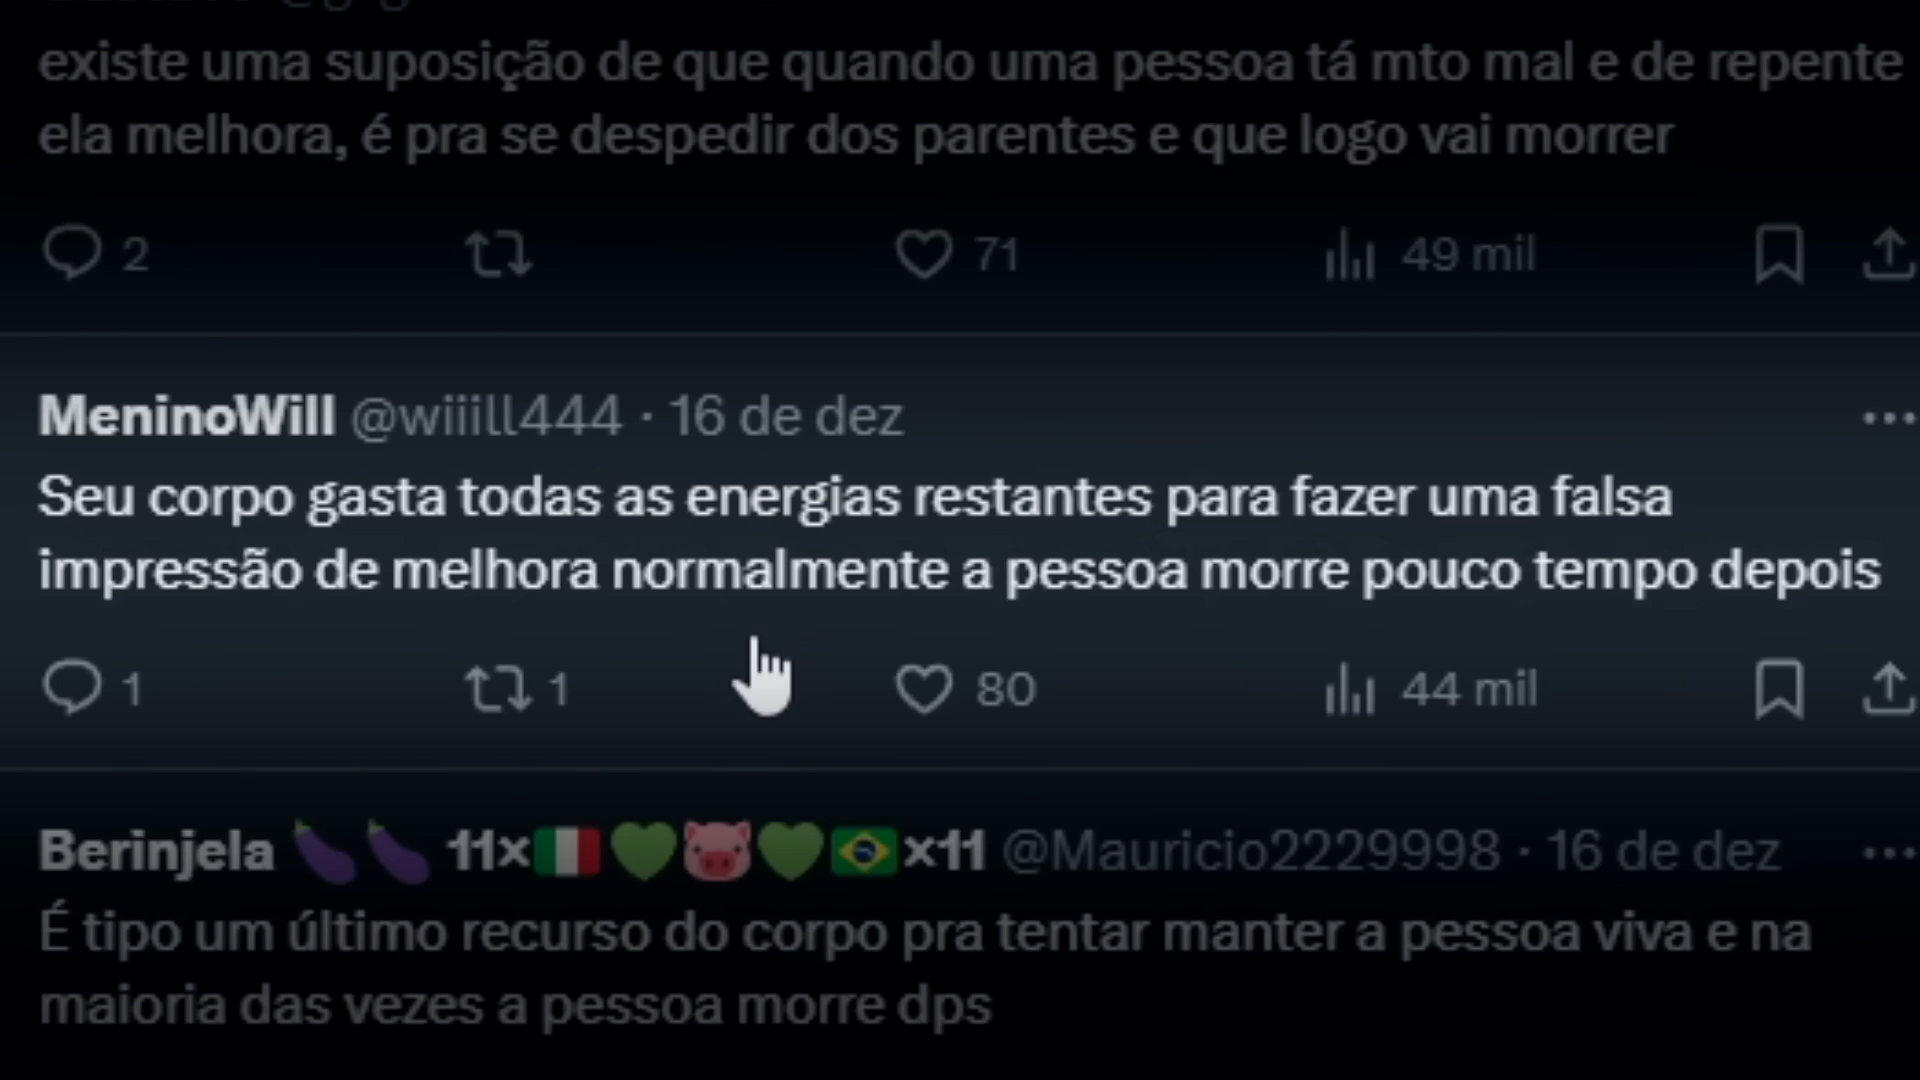 existe uma suposição de que quando uma pessoa tá mto mal e de repente
ela melhora, é pra se despedir dos parentes e que logo vai morrer
2 71 49 mil
MeninoWill @wiiill444 · 16 de dez
Seu corpo gasta todas as energias restantes para fazer uma falsa
impressão de melhora normalmente a pessoa morre pouco tempo depois
1 1 80 44 mil
Berinjela 🍆🍆 11×🇮🇹💚🐷💚🇧🇷×11 @Mauricio2229998 · 16 de dez
É tipo um último recurso do corpo pra tentar manter a pessoa viva e na
maioria das vezes a pessoa morre dps